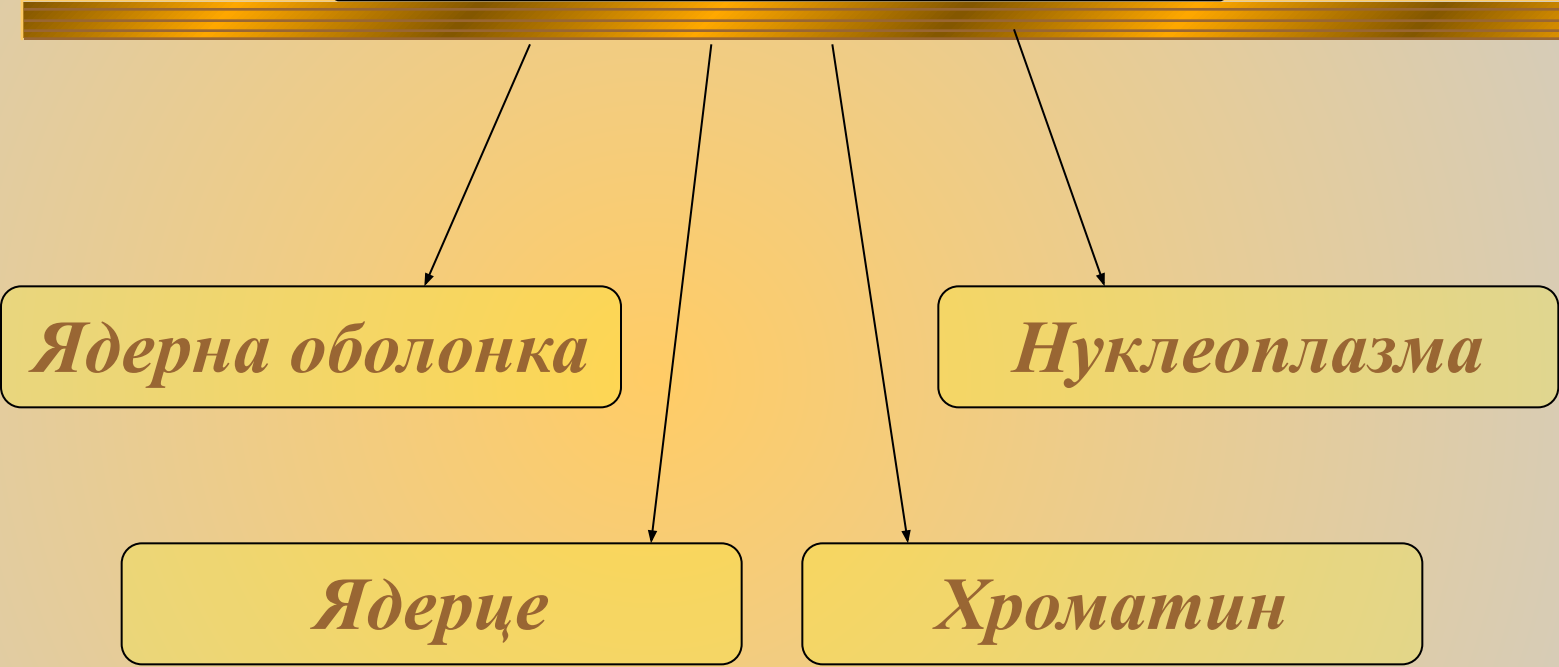 Ядерна оболонка
Нуклеоплазма
Ядерце
Хроматин